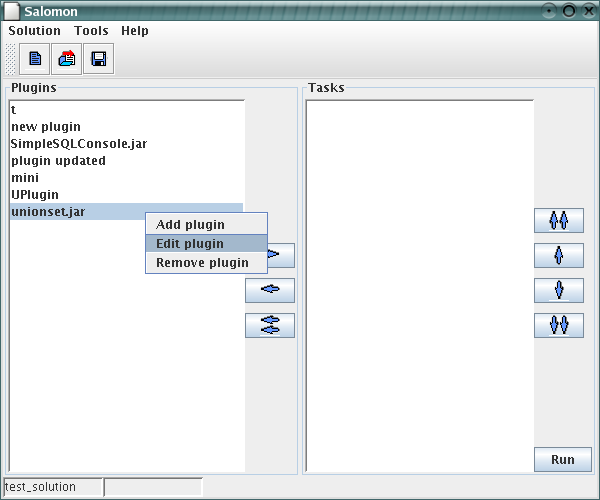 Salomon
Solution Tools Help
Plugins
t
new plugin
SimpleSQLConsole.jar
plugin updated
mini
UPlugin
unionset.jar
Add plugin
Edit plugin
Remove plugin
Tasks
Run
test_solution